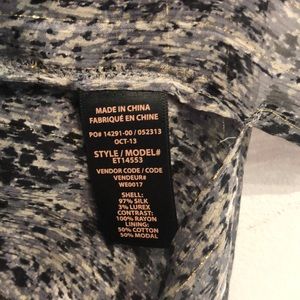 MADE IN CHINA
FABRIQUÉ EN CHINE
PO# 14291-00 / 052313
OCT-13
STYLE / MODEL#
ET14553
VENDOR CODE / CODE
VENDEUR#
WE0017
SHELL:
97% SILK
3% LUREX
CONTRAST:
100% RAYON
LINING:
50% COTTON
50% MODAL